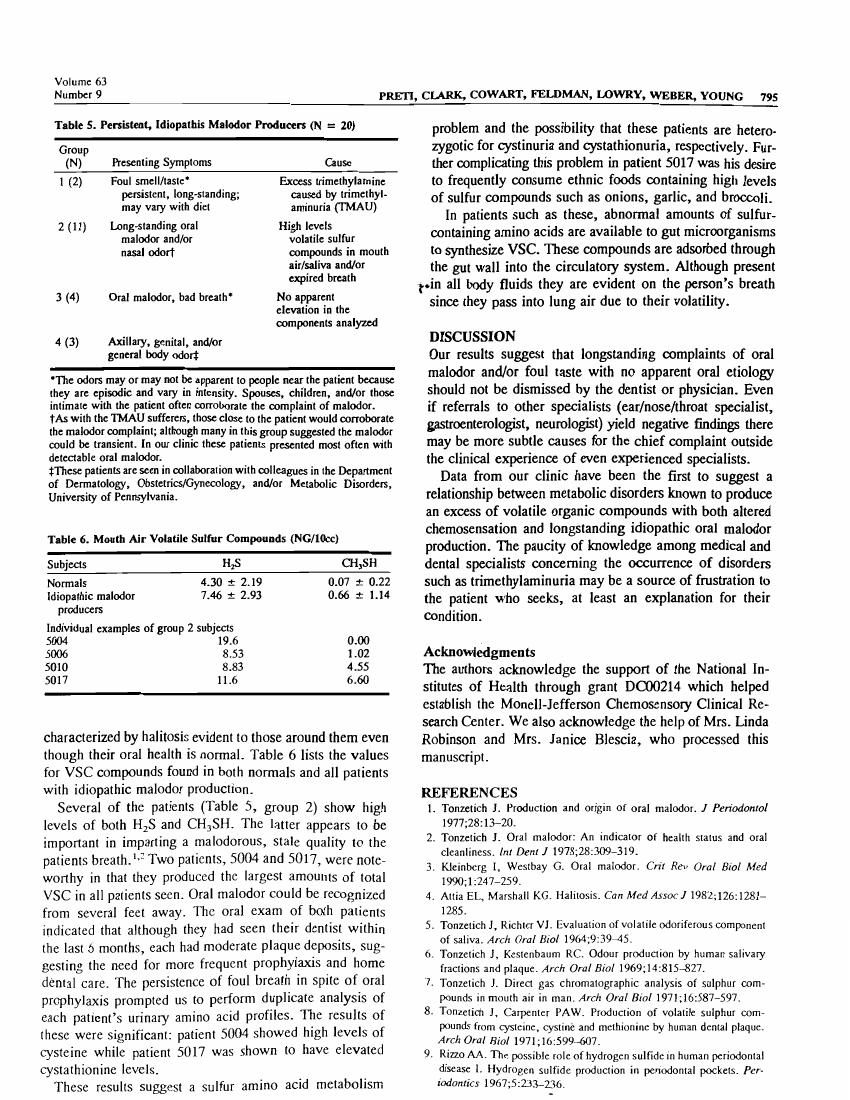 Volume 63
Number 9
PRETI, CLARK, COWART, FELDMAN, LOWRY, WEBER, YOUNG 795
Table 5. Persistent, Idiopathis Malodor Producers (N = 20)
Group
(N) Presenting Symptoms Cause
1 (2) Foul smell/taste* Excess trimethylamine
persistent, long-standing; caused by trimethyl-
may vary with diet aminuria (TMAU)
2 (11) Long-standing oral High levels
malodor and/or volatile sulfur
nasal odor† compounds in mouth
air/saliva and/or
expired breath
3 (4) Oral malodor, bad breath* No apparent
elevation in the
components analyzed
4 (3) Axillary, genital, and/or
general body odor‡
*The odors may or may not be apparent to people near the patient because
they are episodic and vary in intensity. Spouses, children, and/or those
intimate with the patient often corroborate the complaint of malodor.
†As with the TMAU sufferers, those close to the patient would corroborate
the malodor complaint; although many in this group suggested the malodor
could be transient. In our clinic these patients presented most often with
detectable oral malodor.
‡These patients are seen in collaboration with colleagues in the Department
of Dermatology, Obstetrics/Gynecology, and/or Metabolic Disorders,
University of Pennsylvania.
Table 6. Mouth Air Volatile Sulfur Compounds (NG/10cc)
Subjects H₂S CH₃SH
Normals 4.30 ± 2.19 0.07 ± 0.22
Idiopathic malodor 7.46 ± 2.93 0.66 ± 1.14
producers
Individual examples of group 2 subjects
5004 19.6 0.00
5006 8.53 1.02
5010 8.83 4.55
5017 11.6 6.60
characterized by halitosis evident to those around them even
though their oral health is normal. Table 6 lists the values
for VSC compounds found in both normals and all patients
with idiopathic malodor production.
Several of the patients (Table 5, group 2) show high
levels of both H₂S and CH₃SH. The latter appears to be
important in imparting a malodorous, stale quality to the
patients breath.¹,² Two patients, 5004 and 5017, were note-
worthy in that they produced the largest amounts of total
VSC in all patients seen. Oral malodor could be recognized
from several feet away. The oral exam of both patients
indicated that although they had seen their dentist within
the last 6 months, each had moderate plaque deposits, sug-
gesting the need for more frequent prophylaxis and home
dental care. The persistence of foul breath in spite of oral
prophylaxis prompted us to perform duplicate analysis of
each patient's urinary amino acid profiles. The results of
these were significant: patient 5004 showed high levels of
cysteine while patient 5017 was shown to have elevated
cystathionine levels.
These results suggest a sulfur amino acid metabolism
problem and the possibility that these patients are hetero-
zygotic for cystinuria and cystathionuria, respectively. Fur-
ther complicating this problem in patient 5017 was his desire
to frequently consume ethnic foods containing high levels
of sulfur compounds such as onions, garlic, and broccoli.
In patients such as these, abnormal amounts of sulfur-
containing amino acids are available to gut microorganisms
to synthesize VSC. These compounds are adsorbed through
the gut wall into the circulatory system. Although present
in all body fluids they are evident on the person's breath
since they pass into lung air due to their volatility.
DISCUSSION
Our results suggest that longstanding complaints of oral
malodor and/or foul taste with no apparent oral etiology
should not be dismissed by the dentist or physician. Even
if referrals to other specialists (ear/nose/throat specialist,
gastroenterologist, neurologist) yield negative findings there
may be more subtle causes for the chief complaint outside
the clinical experience of even experienced specialists.
Data from our clinic have been the first to suggest a
relationship between metabolic disorders known to produce
an excess of volatile organic compounds with both altered
chemosensation and longstanding idiopathic oral malodor
production. The paucity of knowledge among medical and
dental specialists concerning the occurrence of disorders
such as trimethylaminuria may be a source of frustration to
the patient who seeks, at least an explanation for their
condition.
Acknowledgments
The authors acknowledge the support of the National In-
stitutes of Health through grant DC00214 which helped
establish the Monell-Jefferson Chemosensory Clinical Re-
search Center. We also acknowledge the help of Mrs. Linda
Robinson and Mrs. Janice Blescia, who processed this
manuscript.
REFERENCES
1. Tonzetich J. Production and origin of oral malodor. J Periodontol
1977;28:13–20.
2. Tonzetich J. Oral malodor: An indicator of health status and oral
cleanliness. Int Dent J 1978;28:309–319.
3. Kleinberg I, Westbay G. Oral malodor. Crit Rev Oral Biol Med
1990;1:247–259.
4. Attia EL, Marshall KG. Halitosis. Can Med Assoc J 1982;126:1281–
1285.
5. Tonzetich J, Richter VJ. Evaluation of volatile odoriferous component
of saliva. Arch Oral Biol 1964;9:39–45.
6. Tonzetich J, Kestenbaum RC. Odour production by human salivary
fractions and plaque. Arch Oral Biol 1969;14:815–827.
7. Tonzetich J. Direct gas chromatographic analysis of sulphur com-
pounds in mouth air in man. Arch Oral Biol 1971;16:587–597.
8. Tonzetich J, Carpenter PAW. Production of volatile sulphur com-
pounds from cysteine, cystine and methionine by human dental plaque.
Arch Oral Biol 1971;16:599–607.
9. Rizzo AA. The possible role of hydrogen sulfide in human periodontal
disease I. Hydrogen sulfide production in periodontal pockets. Per-
iodontics 1967;5:233–236.